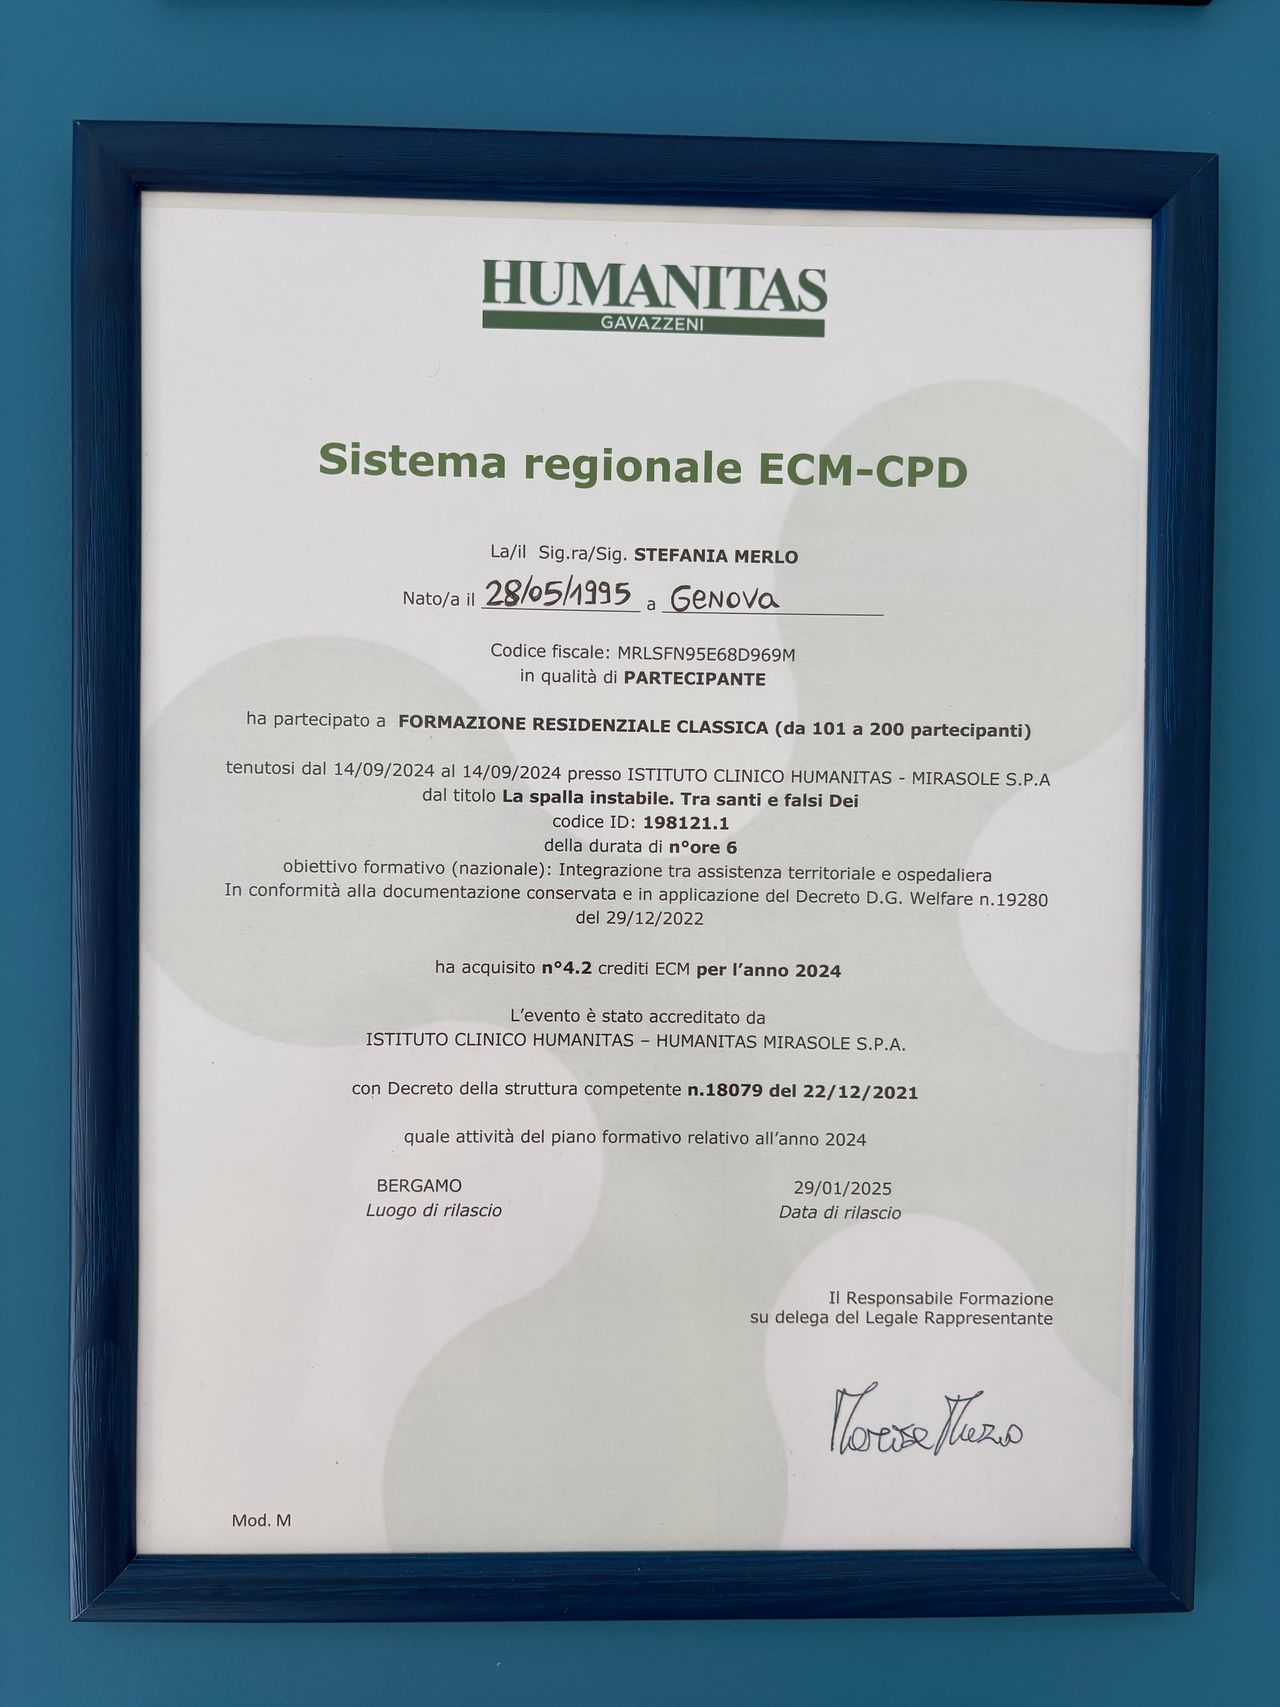 HUMANITAS
GAVAZZENI
Sistema regionale ECM-CPD
La/il Sig.ra/Sig. STEFANIA MERLO
Nato/a il 28/05/1995 a GENOVA
Codice fiscale: MRLSFN95E68D969M
in qualità di PARTECIPANTE
ha partecipato a FORMAZIONE RESIDENZIALE CLASSICA (da 101 a 200 partecipanti)
tenutosi dal 14/09/2024 al 14/09/2024 presso ISTITUTO CLINICO HUMANITAS - MIRASOLE S.P.A
dal titolo La spalla instabile. Tra santi e falsi Dei
codice ID: 198121.1
della durata di n°ore 6
obiettivo formativo (nazionale): Integrazione tra assistenza territoriale e ospedaliera
In conformità alla documentazione conservata e in applicazione del Decreto D.G. Welfare n.19280
del 29/12/2022
ha acquisito n°4.2 crediti ECM per l'anno 2024
L'evento è stato accreditato da
ISTITUTO CLINICO HUMANITAS – HUMANITAS MIRASOLE S.P.A.
con Decreto della struttura competente n.18079 del 22/12/2021
quale attività del piano formativo relativo all'anno 2024
BERGAMO 29/01/2025
Luogo di rilascio Data di rilascio
Il Responsabile Formazione
su delega del Legale Rappresentante
Mod. M